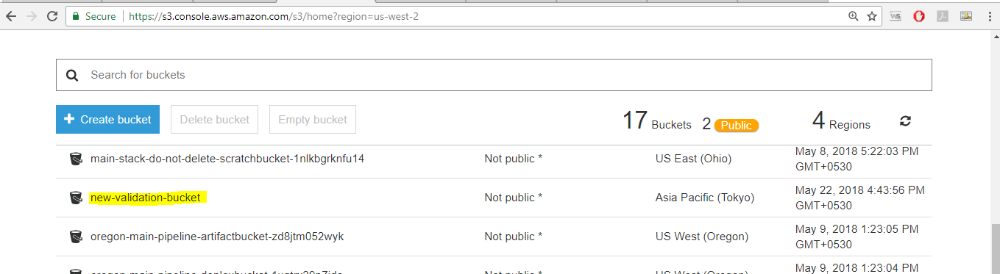 Secure https://s3.console.aws.amazon.com/s3/home?region=us-west-2
Search for buckets
Create bucket Delete bucket Empty bucket 17 Buckets 2 Public 4 Regions
main-stack-do-not-delete-scratchbucket-1nlkbgrknfu14 Not public * US East (Ohio) May 8, 2018 5:22:03 PM
GMT+0530
new-validation-bucket Not public * Asia Pacific (Tokyo) May 22, 2018 4:43:56 PM
GMT+0530
oregon-main-pipeline-artifactbucket-zd8jtm052wyk Not public * US West (Oregon) May 9, 2018 1:23:05 PM
GMT+0530
Not public * US West (Oregon) May 9, 2018 1:23:04 PM